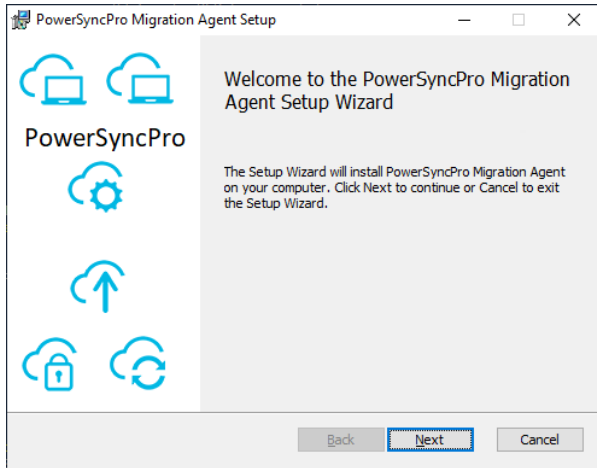 PowerSyncPro Migration Agent Setup
Welcome to the PowerSyncPro Migration
Agent Setup Wizard
PowerSyncPro
The Setup Wizard will install PowerSyncPro Migration Agent
on your computer. Click Next to continue or Cancel to exit
the Setup Wizard.
Back
Next
Cancel